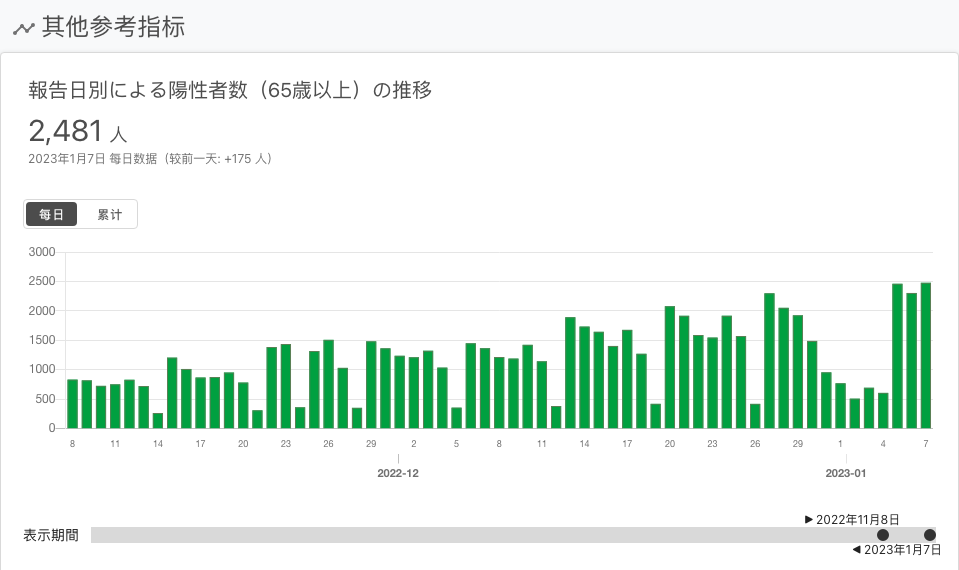 其他参考指标
報告日別による陽性者数（65歳以上）の推移
2,481 人
2023年1月7日 每日数据（较前一天: +175 人）
每日 累计
3000
2500
2000
1500
1000
500
0
8 11 14 17 20 23 26 29 2 5 8 11 14 17 20 23 26 29 1 4 7
2022-12 2023-01
2022年11月8日
表示期間
2023年1月7日